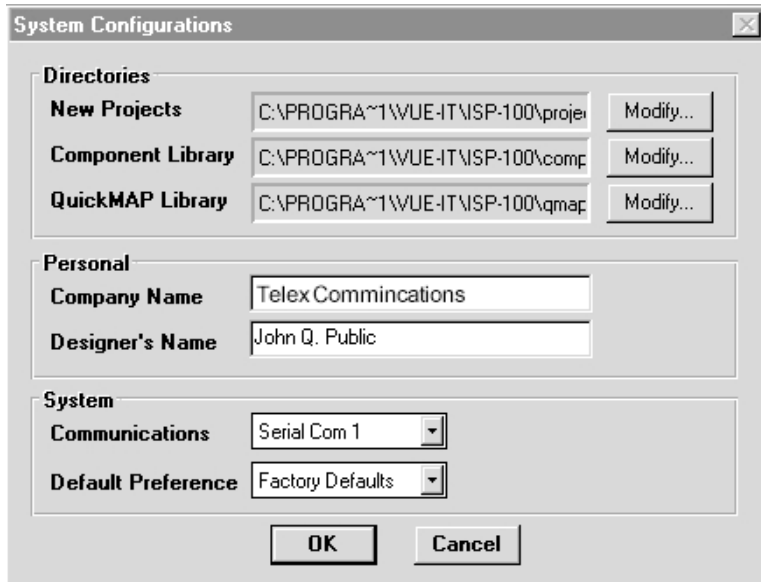 System Configurations
Directories
New Projects C:\PROGRA~1\VUE-IT\ISP-100\proje Modify...
Component Library C:\PROGRA~1\VUE-IT\ISP-100\comp Modify...
QuickMAP Library C:\PROGRA~1\VUE-IT\ISP-100\qmap Modify...
Personal
Company Name Telex Commincations
Designer's Name John Q. Public
System
Communications Serial Com 1
Default Preference Factory Defaults
OK Cancel